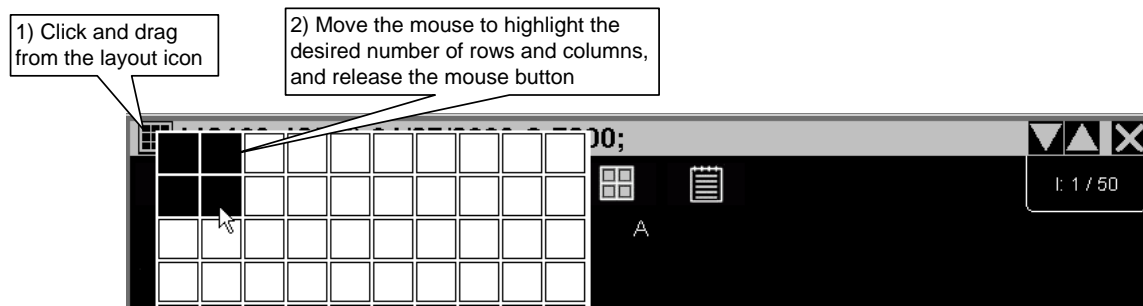 1) Click and drag
from the layout icon
2) Move the mouse to highlight the
desired number of rows and columns,
and release the mouse button
00;
I: 1 / 50
A